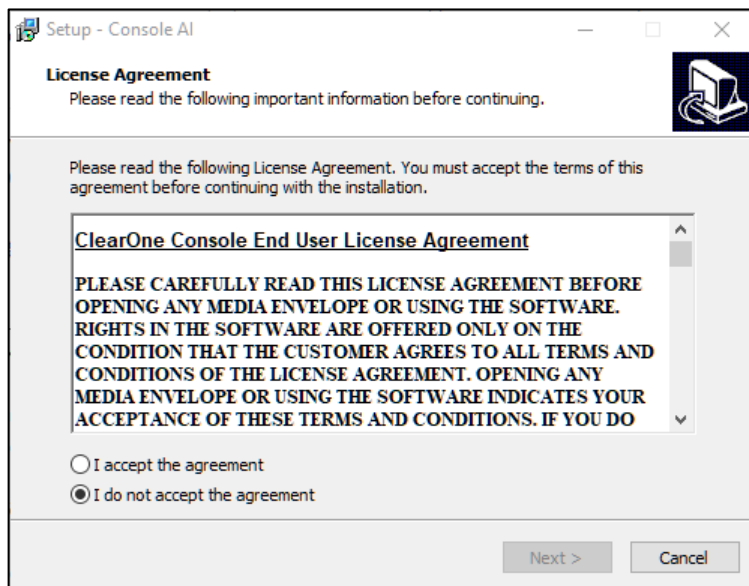 Setup - Console AI
License Agreement
Please read the following important information before continuing.
Please read the following License Agreement. You must accept the terms of this
agreement before continuing with the installation.
ClearOne Console End User License Agreement
PLEASE CAREFULLY READ THIS LICENSE AGREEMENT BEFORE
OPENING ANY MEDIA ENVELOPE OR USING THE SOFTWARE.
RIGHTS IN THE SOFTWARE ARE OFFERED ONLY ON THE
CONDITION THAT THE CUSTOMER AGREES TO ALL TERMS AND
CONDITIONS OF THE LICENSE AGREEMENT. OPENING ANY
MEDIA ENVELOPE OR USING THE SOFTWARE INDICATES YOUR
ACCEPTANCE OF THESE TERMS AND CONDITIONS. IF YOU DO
I accept the agreement
I do not accept the agreement
Next >
Cancel